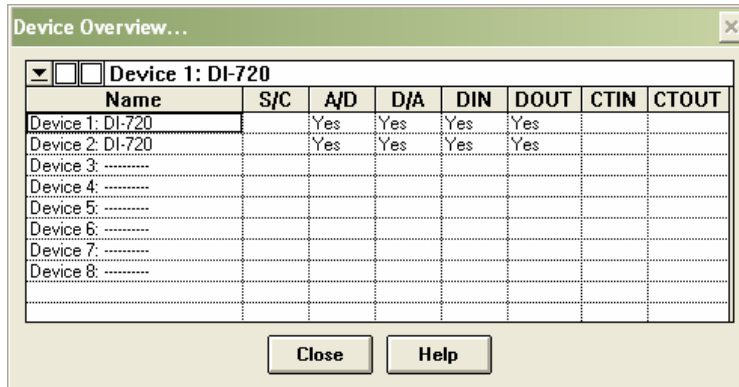 Device Overview...
Device 1: DI-720
Name S/C A/D D/A DIN DOUT CTIN CTOUT
Device 1: DI-720 Yes Yes Yes Yes
Device 2: DI-720 Yes Yes Yes Yes
Device 3: ---------
Device 4: ---------
Device 5: ---------
Device 6: ---------
Device 7: ---------
Device 8: ---------
Close Help